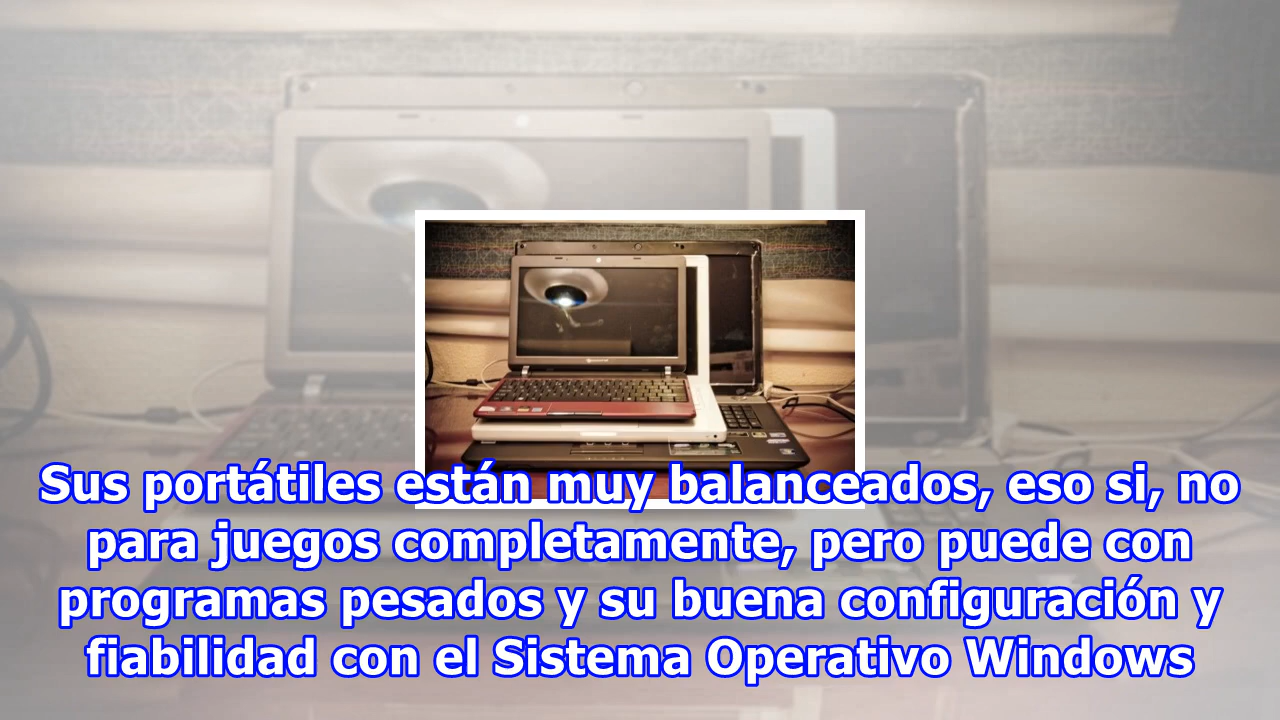 Sus portátiles están muy balanceados, eso si, no
para juegos completamente, pero puede con
programas pesados y su buena configuración y
fiabilidad con el Sistema Operativo Windows